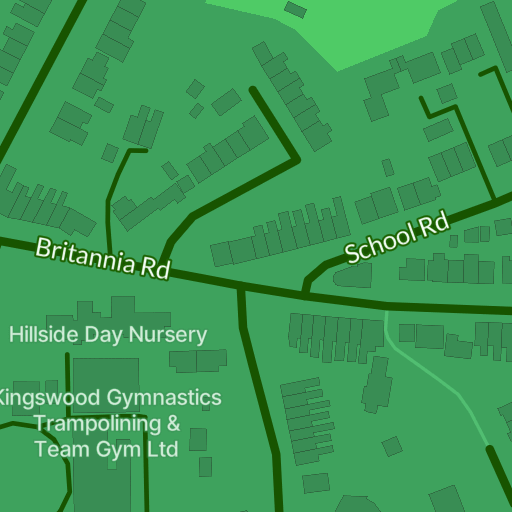 School Rd
Britannia Rd
Hillside Day Nursery
Kingswood Gymnastics
Trampolining &
Team Gym Ltd